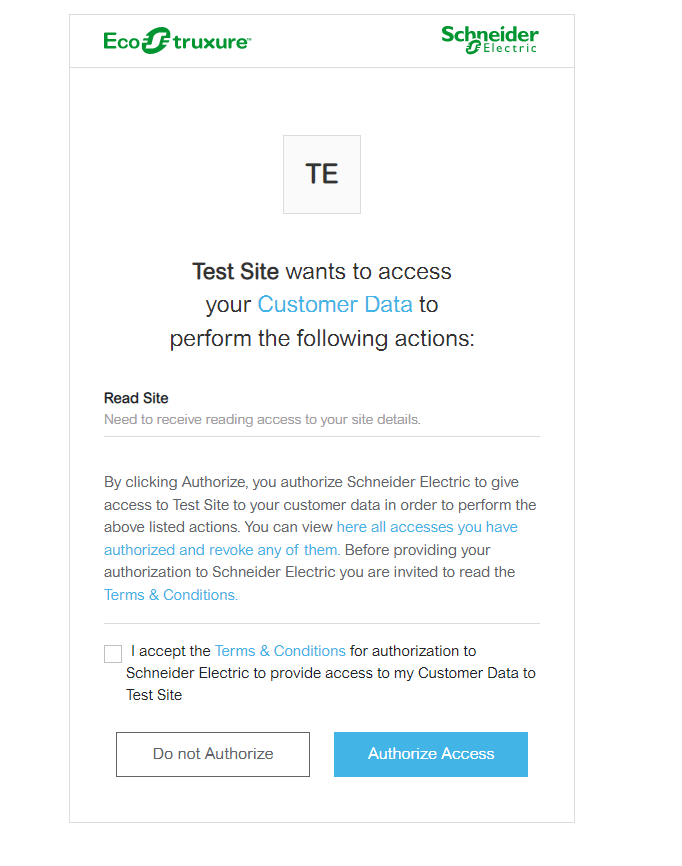 EcoStruxure™
Schneider
Electric
TE
Test Site wants to access
your Customer Data to
perform the following actions:
Read Site
Need to receive reading access to your site details.
By clicking Authorize, you authorize Schneider Electric to give
access to Test Site to your customer data in order to perform the
above listed actions. You can view here all accesses you have
authorized and revoke any of them. Before providing your
authorization to Schneider Electric you are invited to read the
Terms & Conditions.
I accept the Terms & Conditions for authorization to
Schneider Electric to provide access to my Customer Data to
Test Site
Do not Authorize
Authorize Access